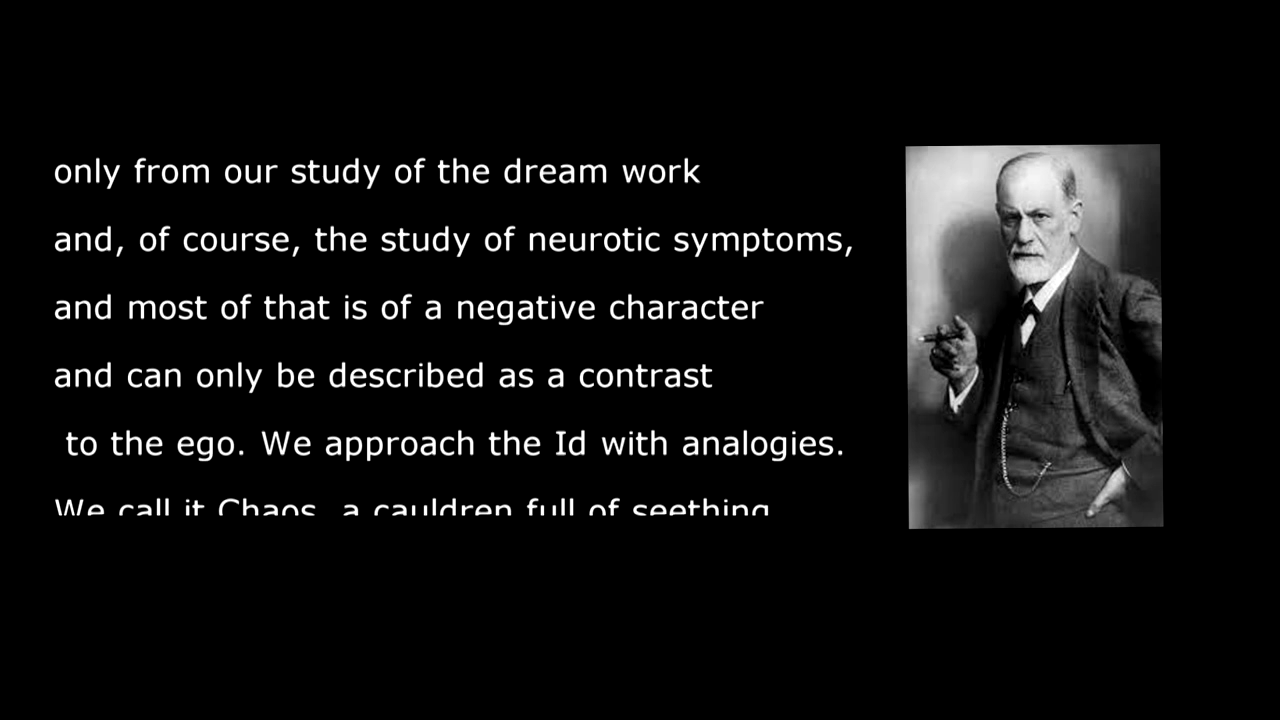 only from our study of the dream work
and, of course, the study of neurotic symptoms,
and most of that is of a negative character
and can only be described as a contrast
to the ego. We approach the Id with analogies.
We call it Chaos, a cauldren full of seething